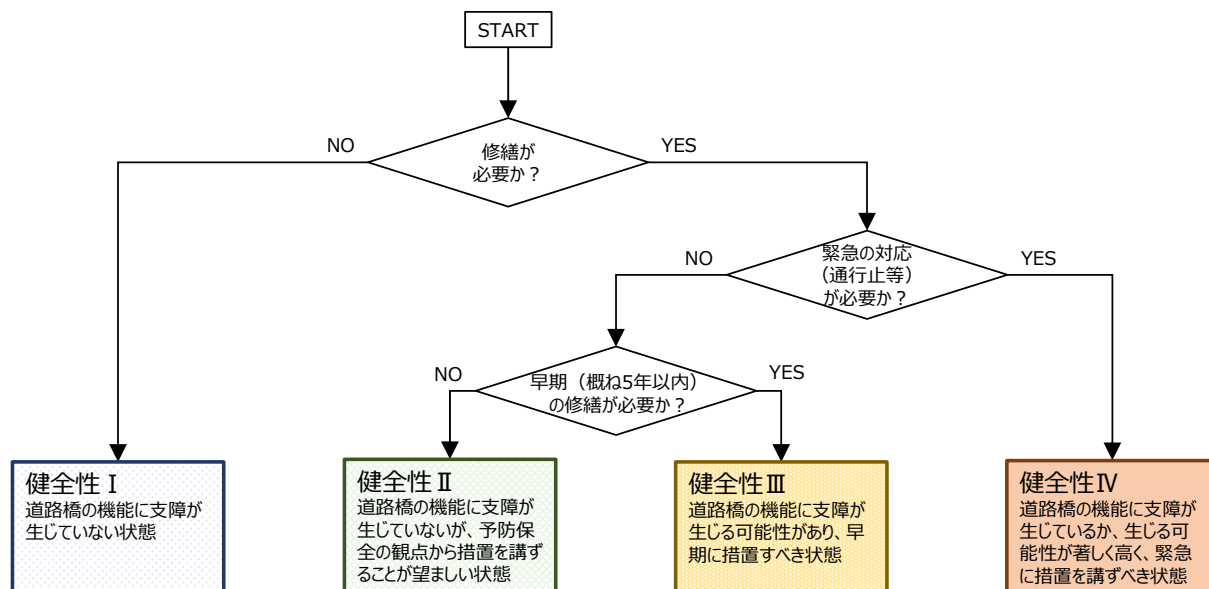 START
NO
YES
修繕が
必要か？
NO
YES
緊急の対応
（通行止等）
が必要か？
NO
YES
早期（概ね5年以内）
の修繕が必要か？
健全性Ⅰ
道路橋の機能に支障が
生じていない状態
健全性Ⅱ
道路橋の機能に支障が
生じていないが、予防保
全の観点から措置を講ず
ることが望ましい状態
健全性Ⅲ
道路橋の機能に支障が
生じる可能性があり、早
期に措置すべき状態
健全性Ⅳ
道路橋の機能に支障が
生じているか、生じる可
能性が著しく高く、緊急
に措置を講ずべき状態